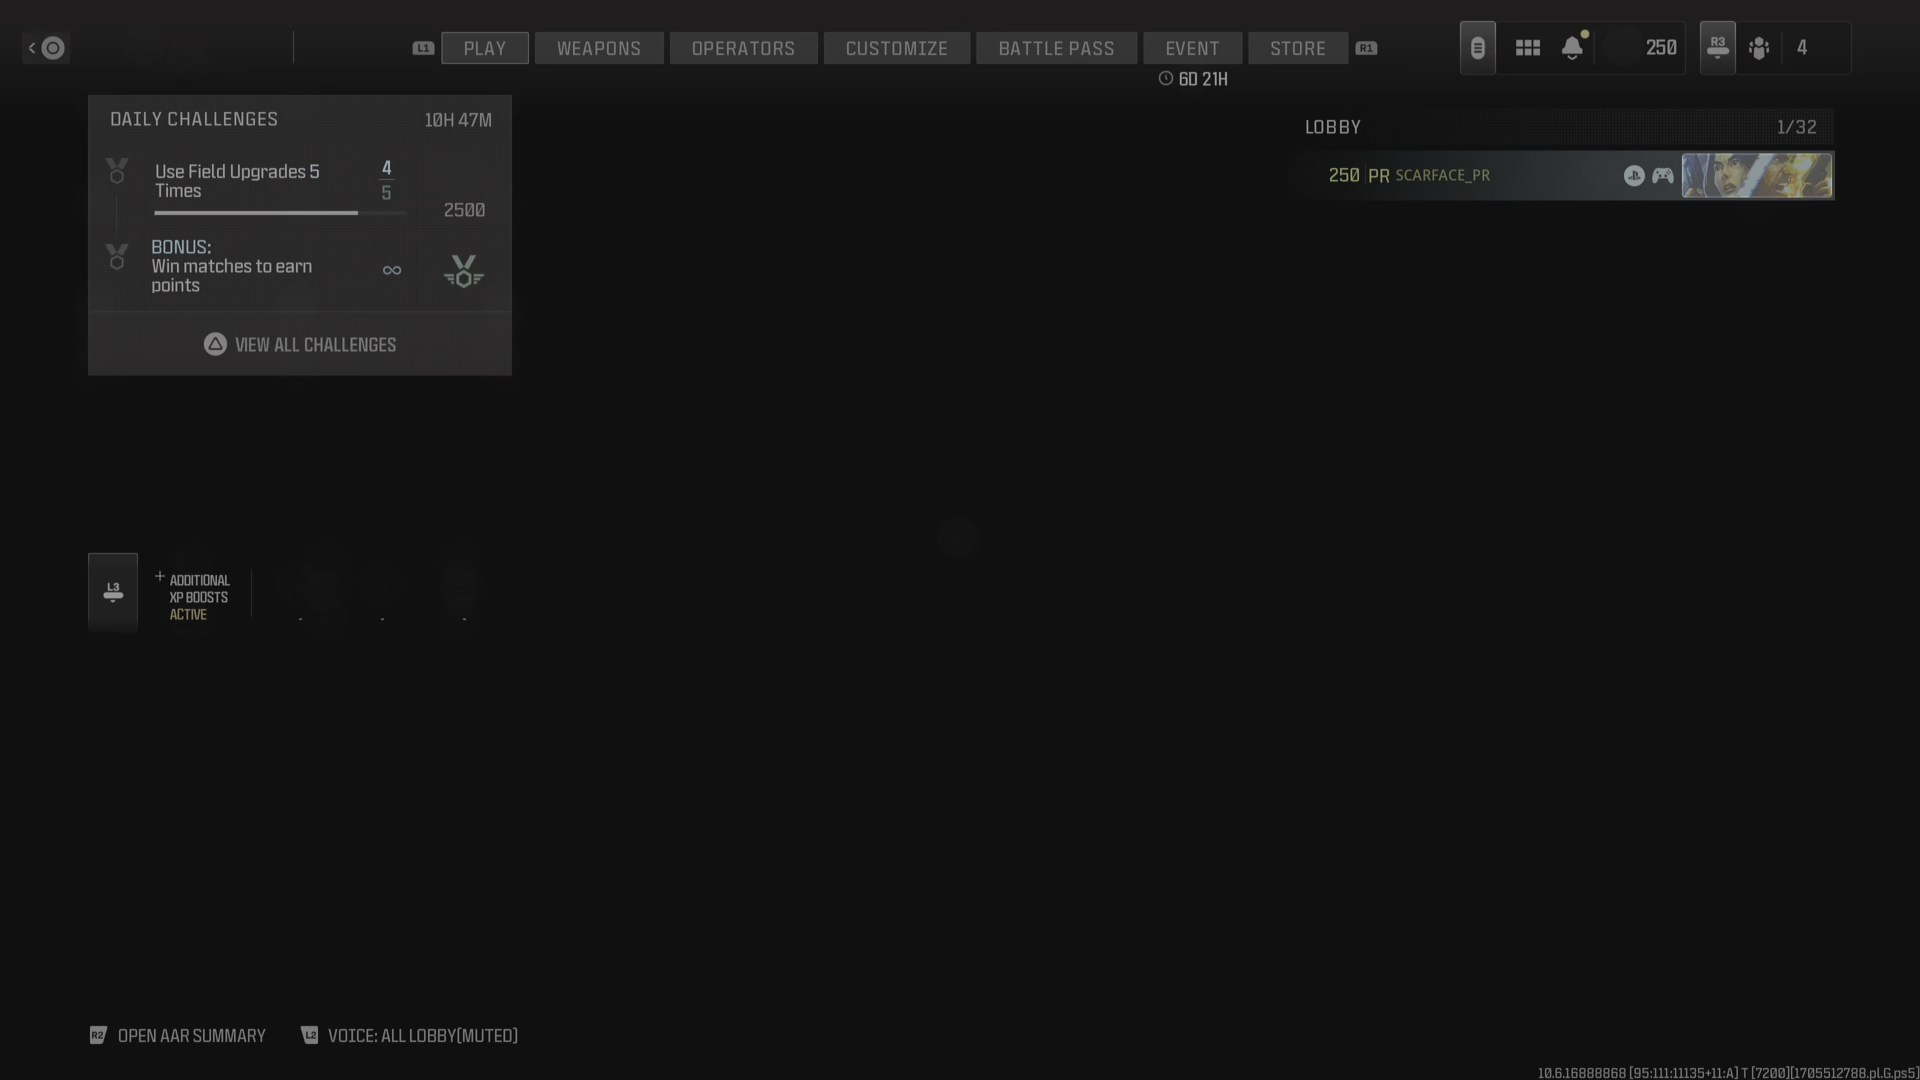 L1 PLAY WEAPONS OPERATORS CUSTOMIZE BATTLE PASS EVENT STORE R1
250 R3 4
6D 21H
DAILY CHALLENGES 10H 47M
Use Field Upgrades 5
Times
4
5
2500
BONUS:
Win matches to earn
points
∞
VIEW ALL CHALLENGES
LOBBY 1/32
250 PR SCARFACE_PR
L3
+ ADDITIONAL
XP BOOSTS
ACTIVE
- - -
R2 OPEN AAR SUMMARY L2 VOICE: ALL LOBBY[MUTED]
10.6.16888868 [95:111:11135+11:A] T [7200][1705512788.pl.G.ps5]